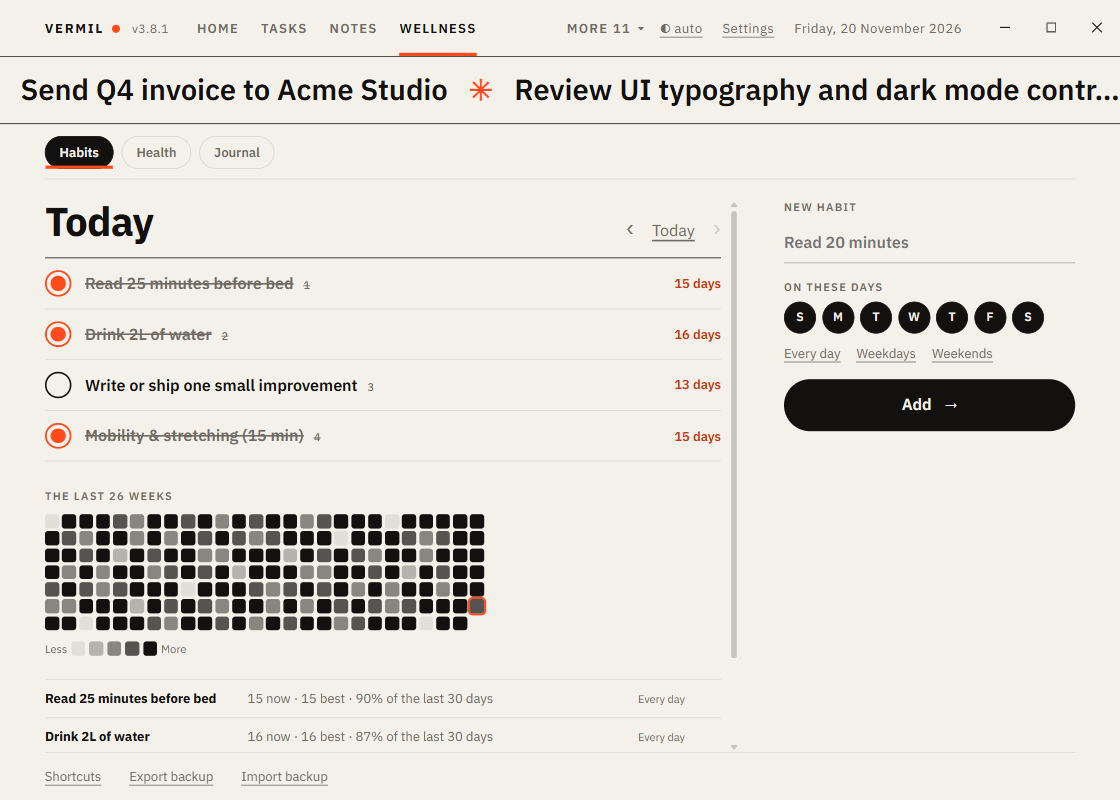 VERMIL v3.8.1 HOME TASKS NOTES WELLNESS MORE 11 auto Settings Friday, 20 November 2026
Send Q4 invoice to Acme Studio ✳ Review UI typography and dark mode contr...
Habits Health Journal
Today
‹ Today ›
Read 25 minutes before bed 1 15 days
Drink 2L of water 2 16 days
Write or ship one small improvement 3 13 days
Mobility & stretching (15 min) 4 15 days
THE LAST 26 WEEKS
Less More
Read 25 minutes before bed 15 now · 15 best · 90% of the last 30 days Every day
Drink 2L of water 16 now · 16 best · 87% of the last 30 days Every day
NEW HABIT
Read 20 minutes
ON THESE DAYS
S M T W T F S
Every day Weekdays Weekends
Add →
Shortcuts Export backup Import backup